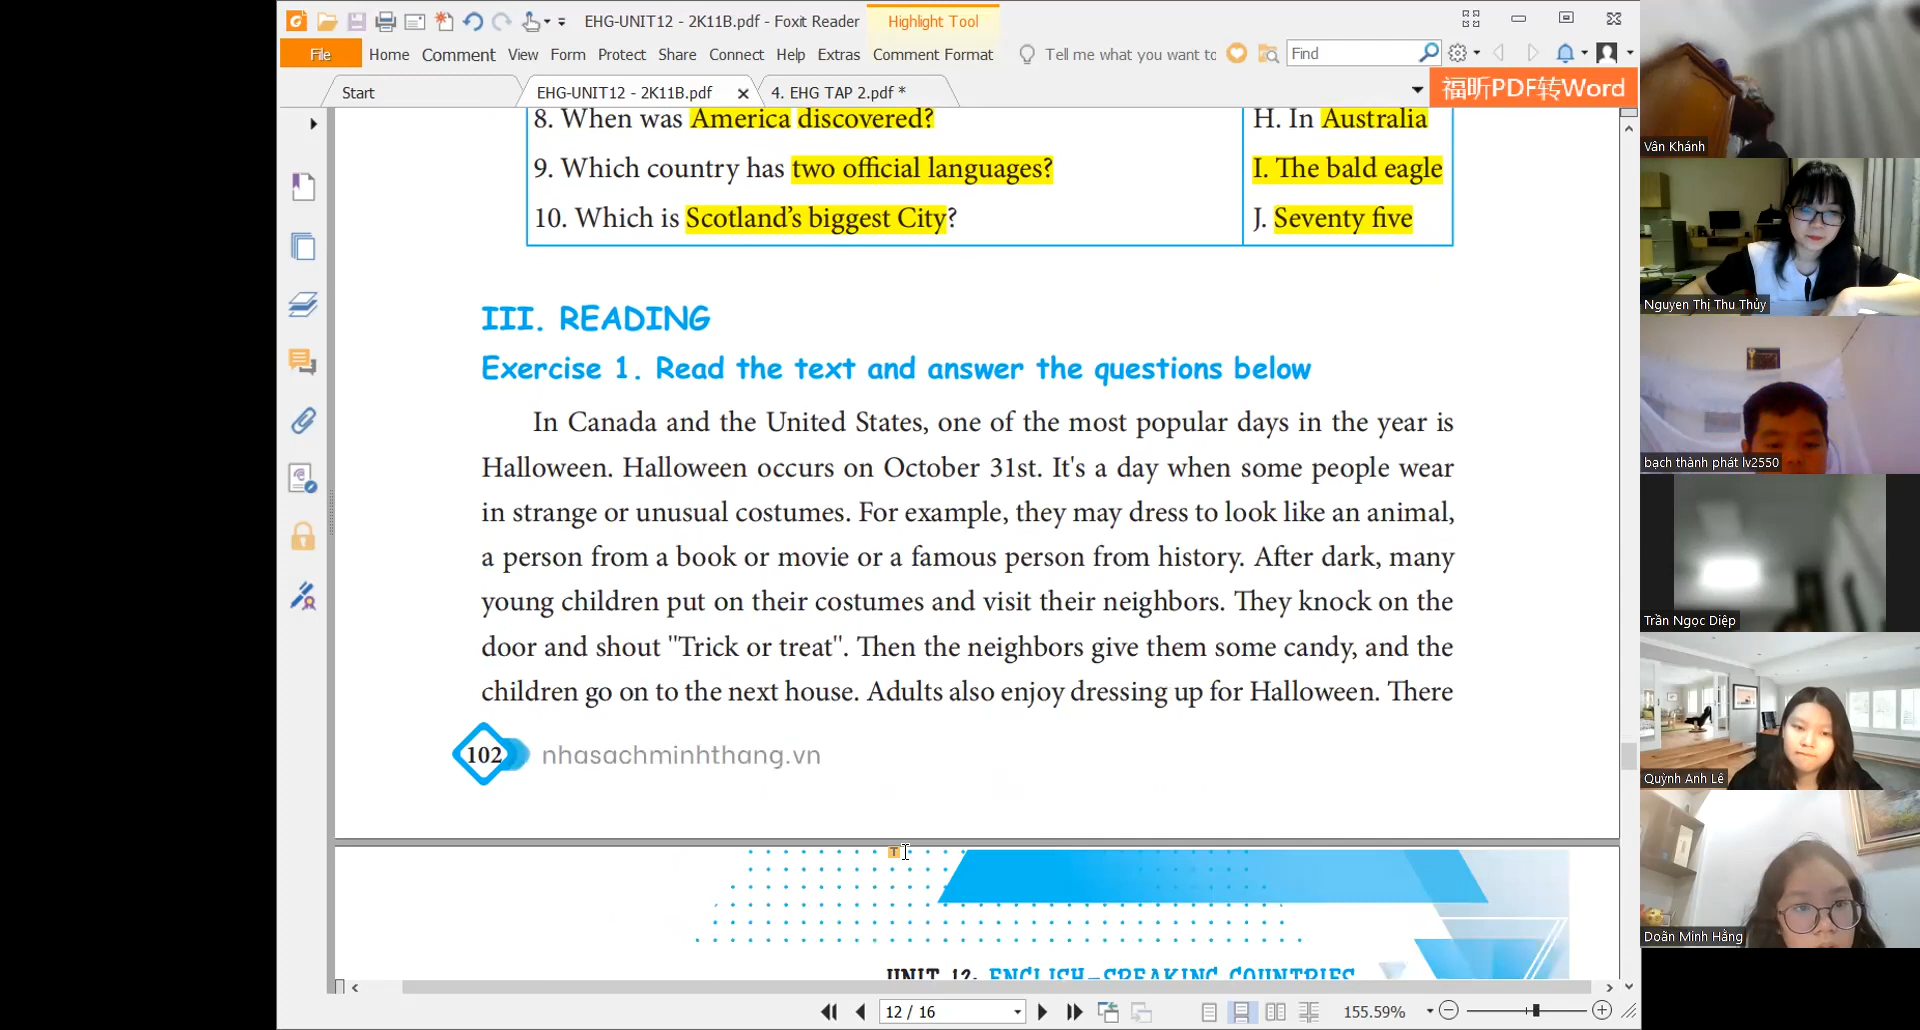 EHG-UNIT12 - 2K11B.pdf - Foxit Reader
Highlight Tool
File Home Comment View Form Protect Share Connect Help Extras Comment Format Tell me what you want to Find
Start EHG-UNIT12 - 2K11B.pdf 4. EHG TAP 2.pdf *
福昕PDF转Word
8. When was America discovered? H. In Australia
9. Which country has two official languages? I. The bald eagle
10. Which is Scotland's biggest City? J. Seventy five
III. READING
Exercise 1. Read the text and answer the questions below
In Canada and the United States, one of the most popular days in the year is
Halloween. Halloween occurs on October 31st. It's a day when some people wear
in strange or unusual costumes. For example, they may dress to look like an animal,
a person from a book or movie or a famous person from history. After dark, many
young children put on their costumes and visit their neighbors. They knock on the
door and shout "Trick or treat". Then the neighbors give them some candy, and the
children go on to the next house. Adults also enjoy dressing up for Halloween. There
102 nhasachminhthang.vn
UNIT 12. ENGLISH-SPEAKING COUNTRIES
12 / 16
155.59%
Vân Khánh
Nguyen Thị Thu Thủy
bạch thành phát lv2550
Trần Ngọc Diệp
Quỳnh Anh Lê
Doãn Minh Hằng